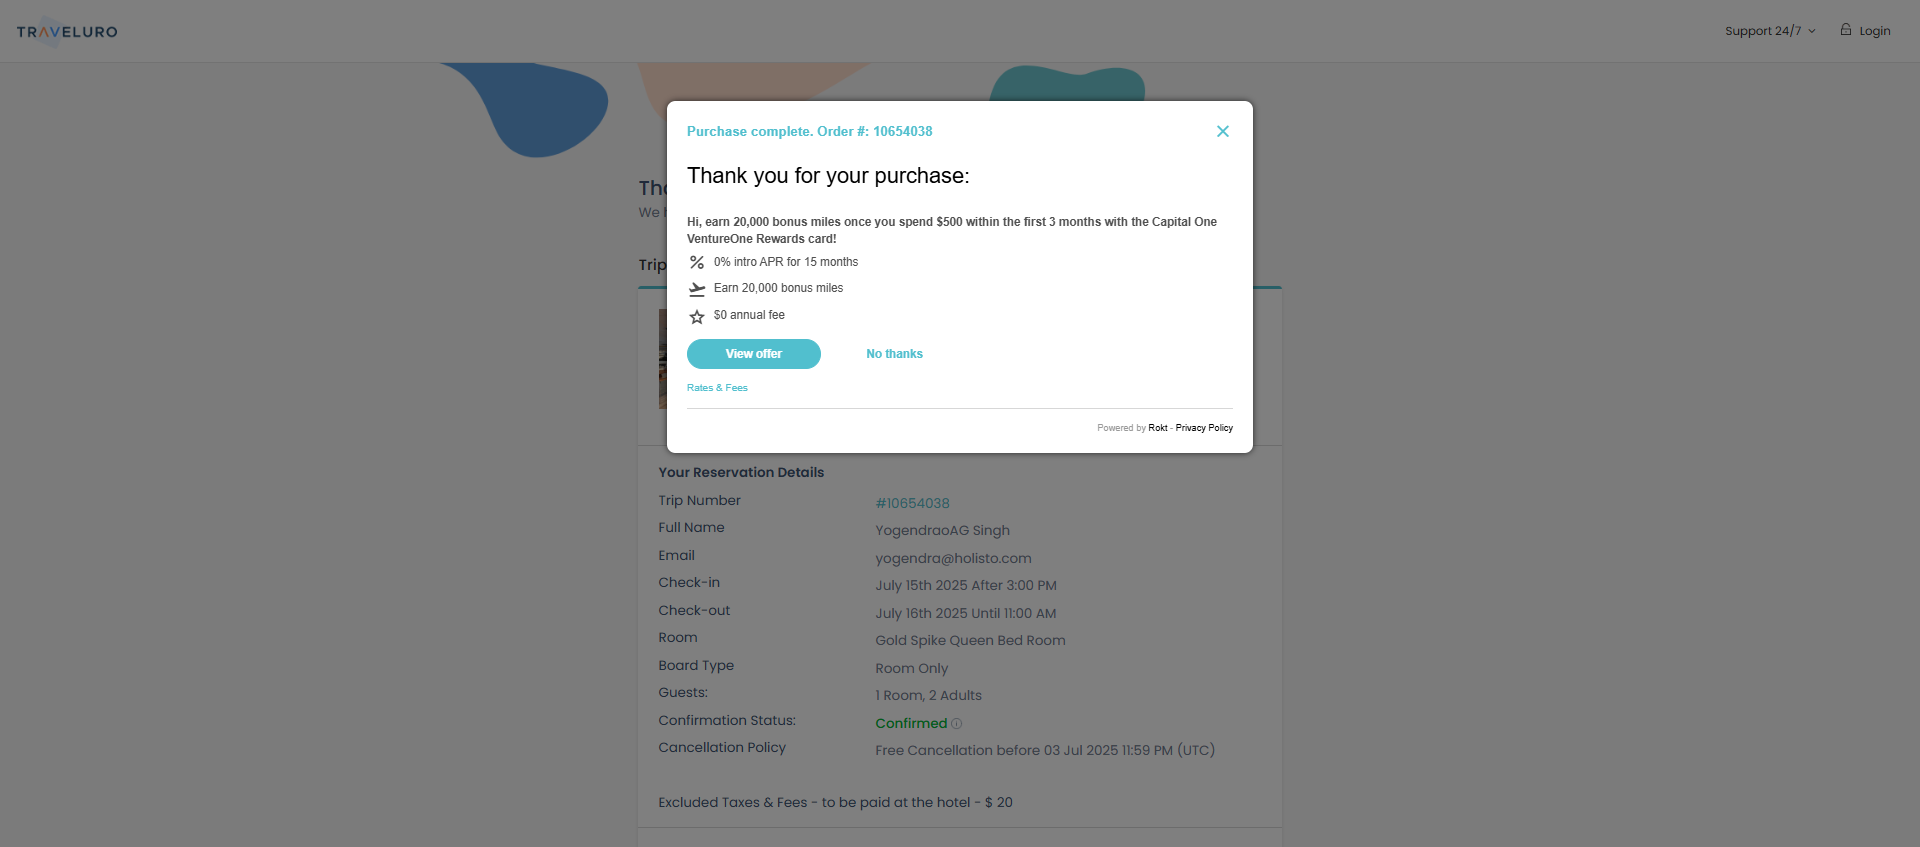 TRAVELURO
Support 24/7
Login
Purchase complete. Order #: 10654038
Thank you for your purchase:
Hi, earn 20,000 bonus miles once you spend $500 within the first 3 months with the Capital One
VentureOne Rewards card!
0% intro APR for 15 months
Earn 20,000 bonus miles
$0 annual fee
View offer
No thanks
Rates & Fees
Powered by Rokt - Privacy Policy
We
Trip
Your Reservation Details
Trip Number
#10654038
Full Name
YogendraoAG Singh
Email
yogendra@holisto.com
Check-in
July 15th 2025 After 3:00 PM
Check-out
July 16th 2025 Until 11:00 AM
Room
Gold Spike Queen Bed Room
Board Type
Room Only
Guests:
1 Room, 2 Adults
Confirmation Status:
Confirmed
Cancellation Policy
Free Cancellation before 03 Jul 2025 11:59 PM (UTC)
Excluded Taxes & Fees - to be paid at the hotel - $ 20